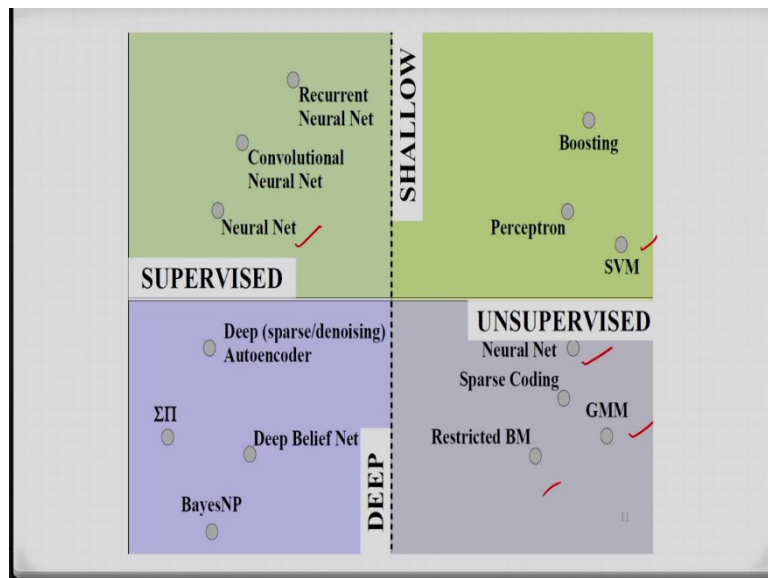 Recurrent
Neural Net
Convolutional
Neural Net
Neural Net
SUPERVISED
SHALLOW
Boosting
Perceptron
SVM
UNSUPERVISED
Deep (sparse/denoising)
Autoencoder
ΣΠ
Deep Belief Net
BayesNP
DEEP
Neural Net
Sparse Coding
GMM
Restricted BM
11